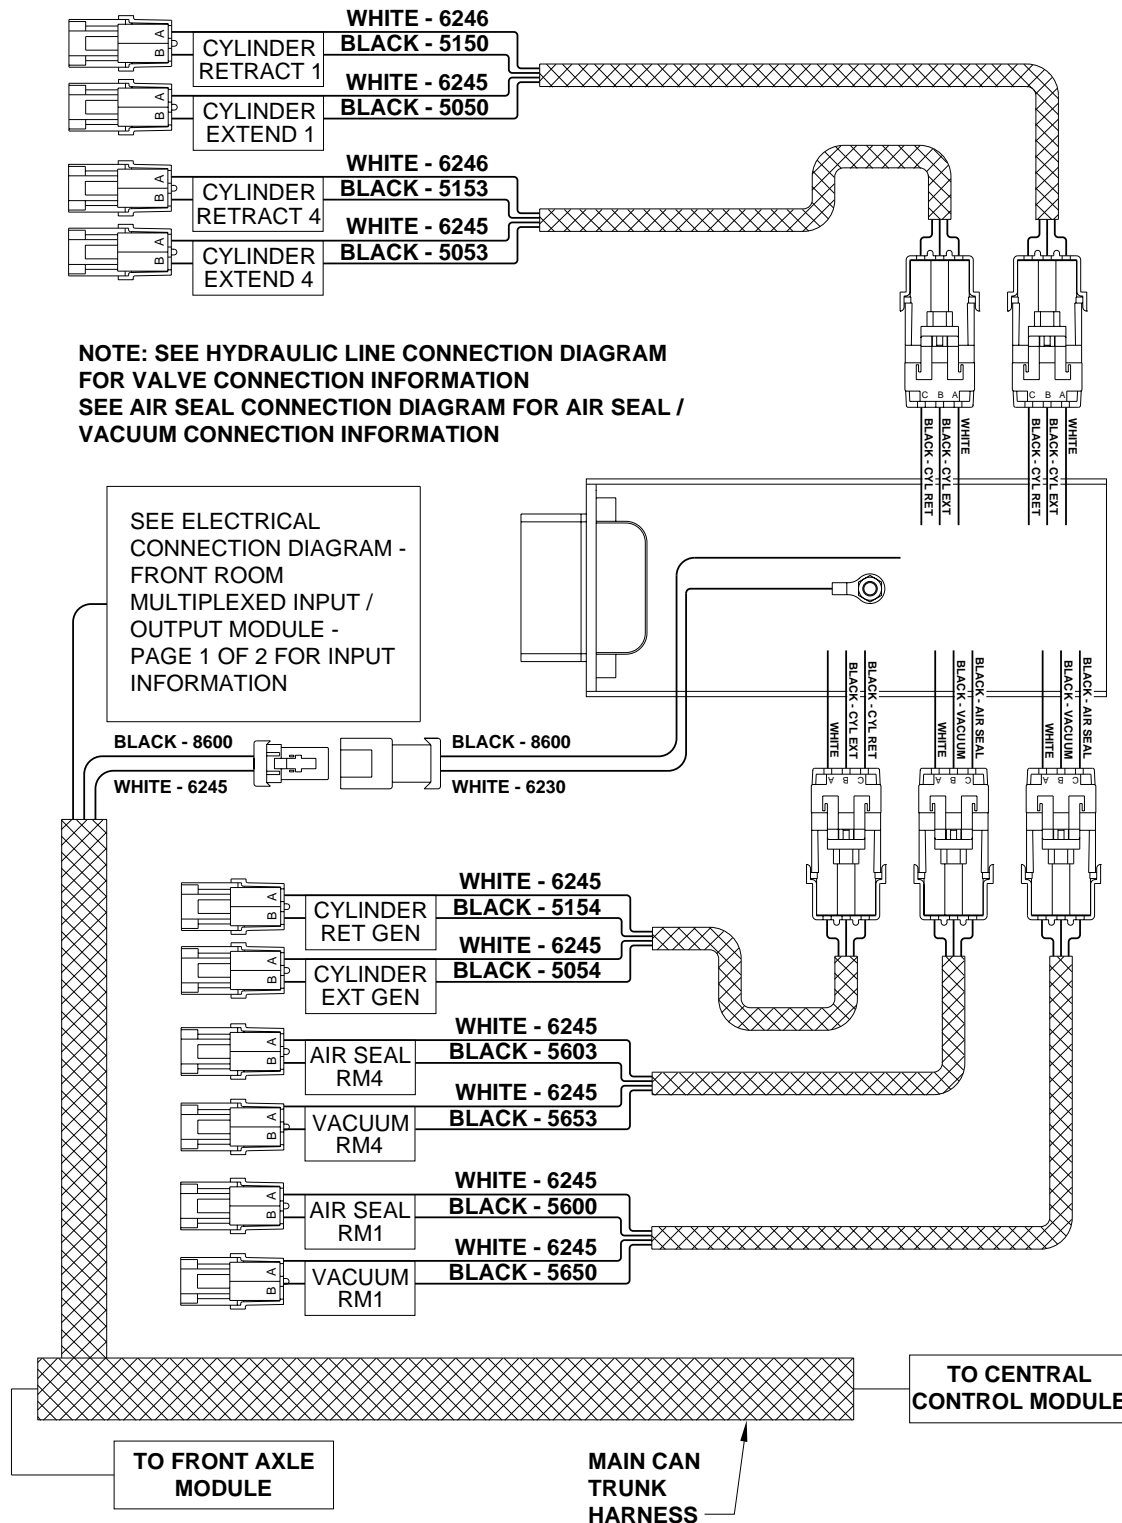 WHITE - 6246
A
B
CYLINDER
RETRACT 1
BLACK - 5150
WHITE - 6245
A
B
CYLINDER
EXTEND 1
BLACK - 5050
WHITE - 6246
A
B
CYLINDER
RETRACT 4
BLACK - 5153
WHITE - 6245
A
B
CYLINDER
EXTEND 4
BLACK - 5053
NOTE: SEE HYDRAULIC LINE CONNECTION DIAGRAM
FOR VALVE CONNECTION INFORMATION
SEE AIR SEAL CONNECTION DIAGRAM FOR AIR SEAL /
VACUUM CONNECTION INFORMATION
C B A
BLACK - CYL RET
BLACK - CYL EXT
WHITE
C B A
BLACK - CYL RET
BLACK - CYL EXT
WHITE
SEE ELECTRICAL
CONNECTION DIAGRAM -
FRONT ROOM
MULTIPLEXED INPUT /
OUTPUT MODULE -
PAGE 1 OF 2 FOR INPUT
INFORMATION
BLACK - 8600
WHITE - 6245
BLACK - 8600
WHITE - 6230
WHITE
BLACK - CYL EXT
BLACK - CYL RET
A B C
WHITE
BLACK - VACUUM
BLACK - AIR SEAL
A B C
WHITE
BLACK - VACUUM
BLACK - AIR SEAL
A B C
WHITE - 6245
A
B
CYLINDER
RET GEN
BLACK - 5154
WHITE - 6245
A
B
CYLINDER
EXT GEN
BLACK - 5054
WHITE - 6245
A
B
AIR SEAL
RM4
BLACK - 5603
WHITE - 6245
A
B
VACUUM
RM4
BLACK - 5653
WHITE - 6245
A
B
AIR SEAL
RM1
BLACK - 5600
WHITE - 6245
A
B
VACUUM
RM1
BLACK - 5650
TO CENTRAL
CONTROL MODULE
TO FRONT AXLE
MODULE
MAIN CAN
TRUNK
HARNESS